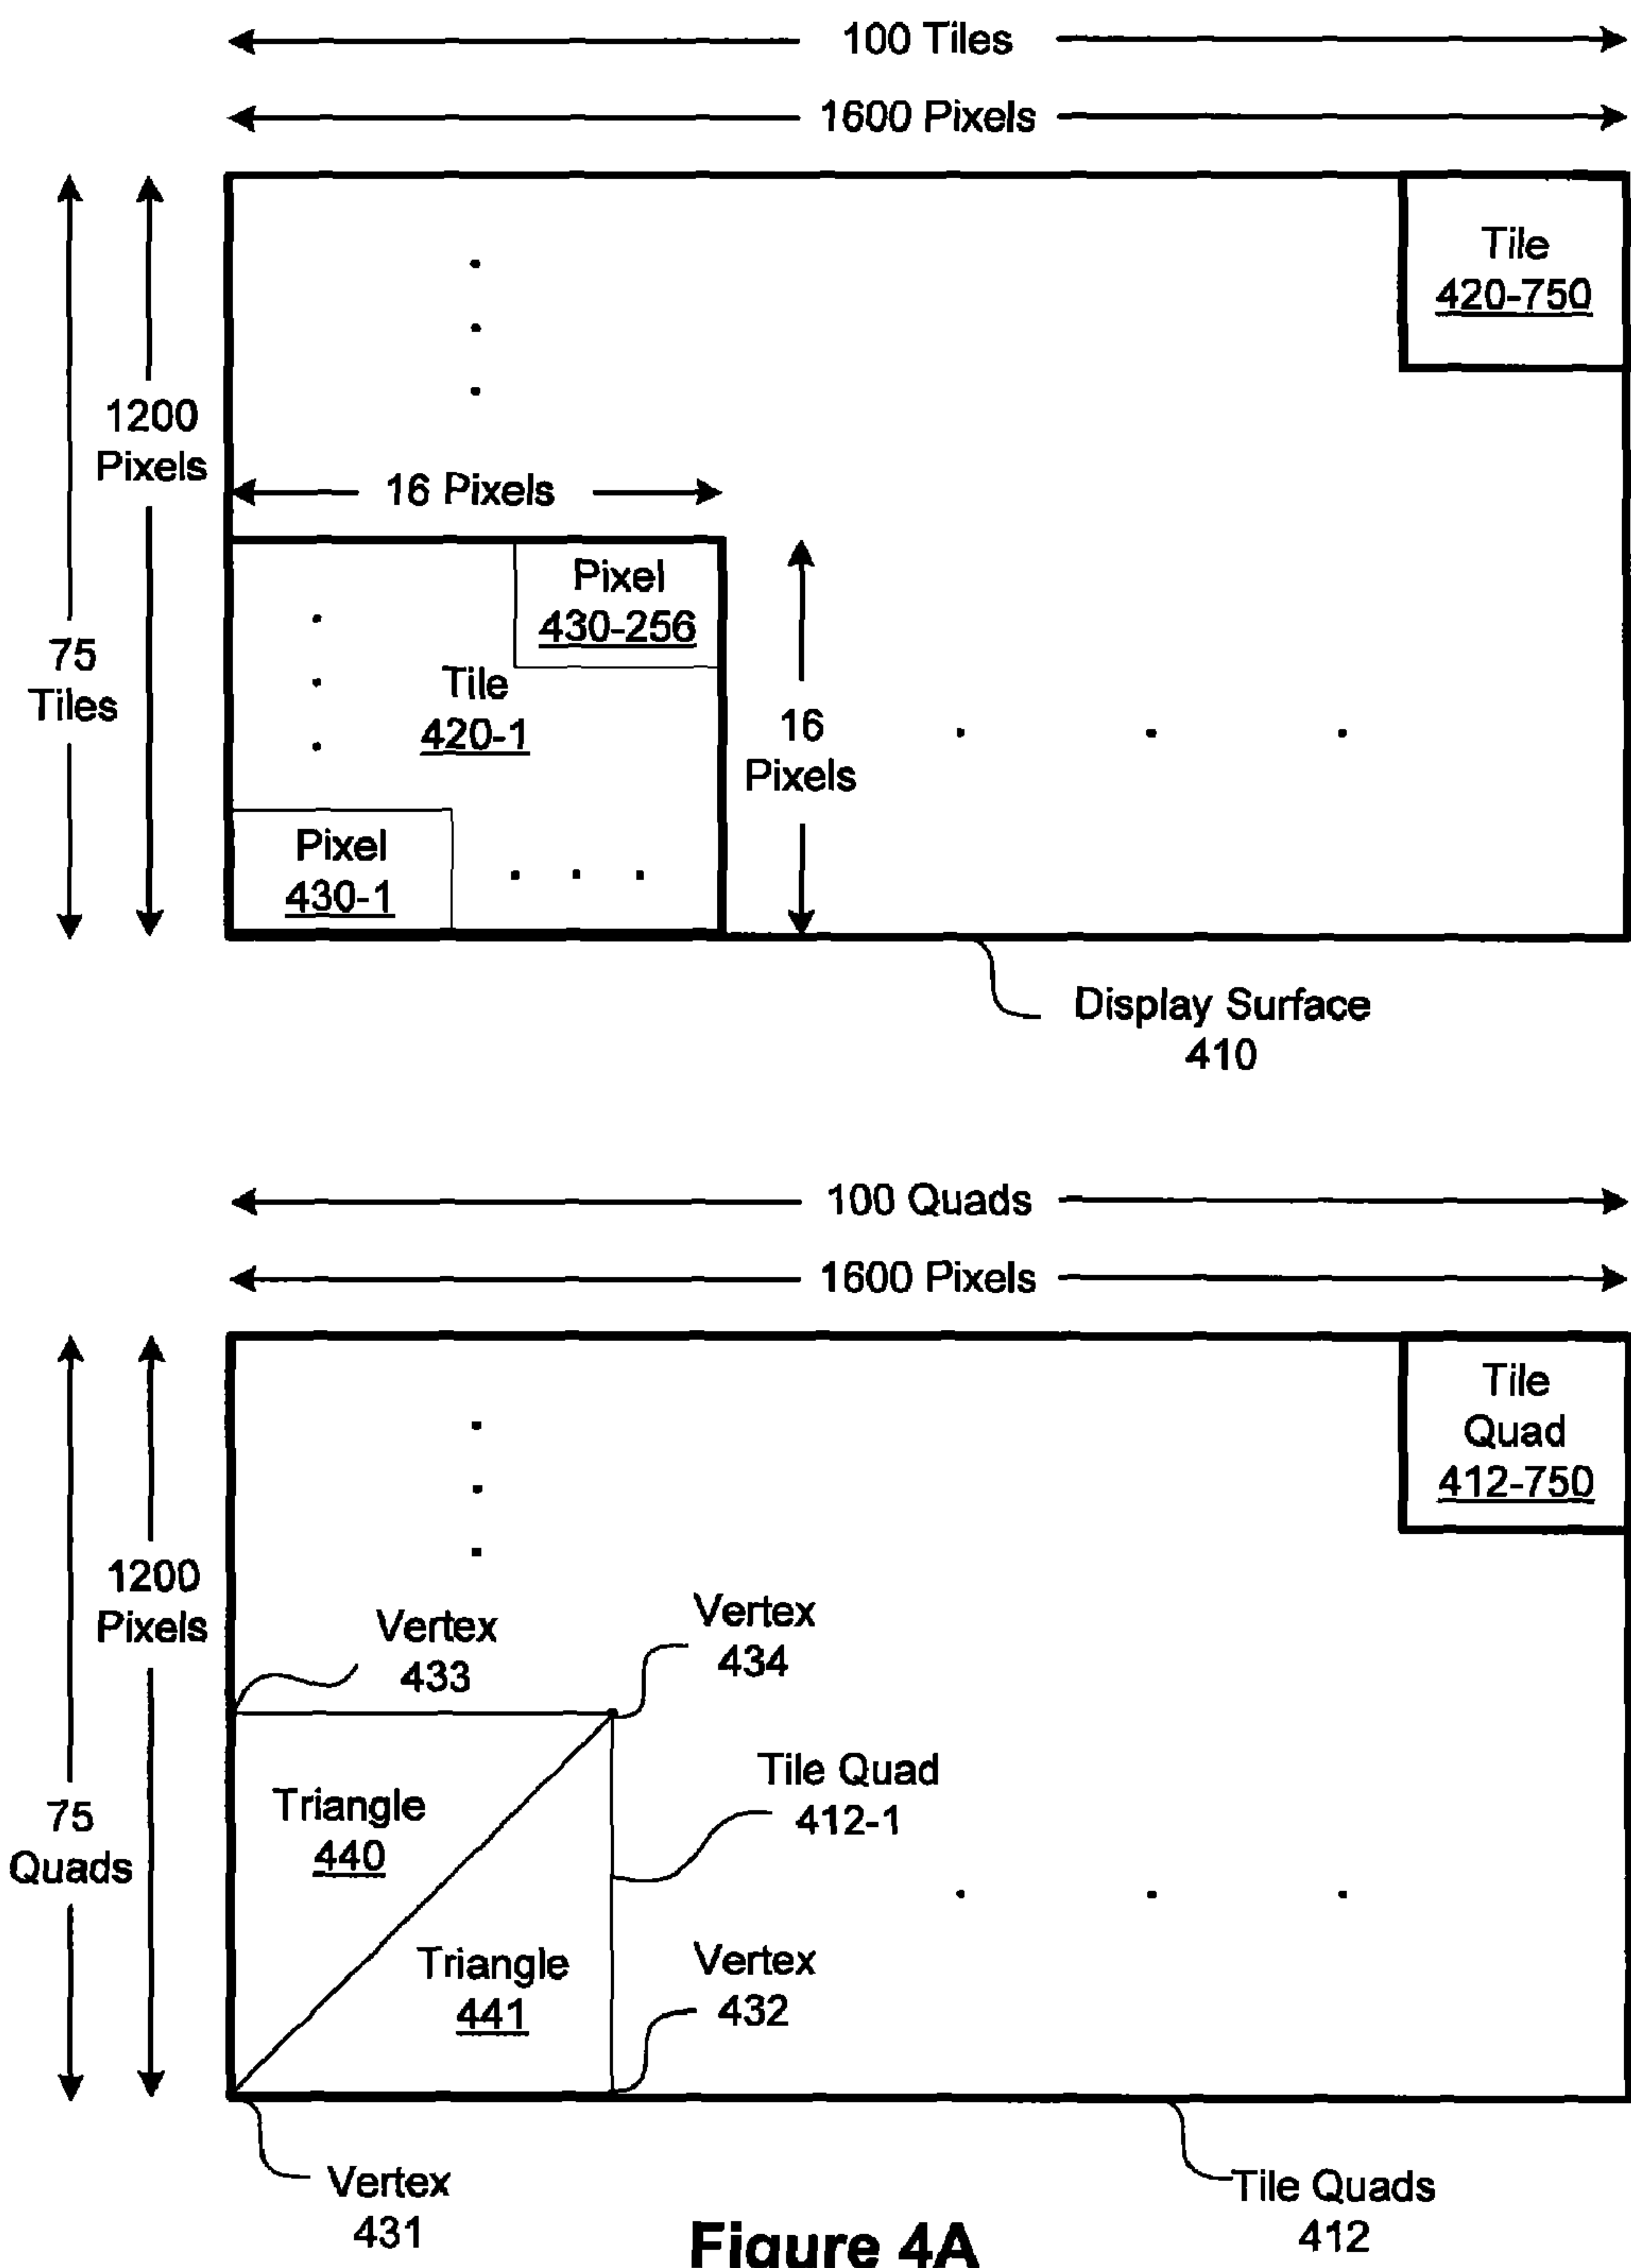 100 Tiles
1600 Pixels
Tile
420-750
1200
Pixels
16 Pixels
Pixel
430-256
75
Tiles
Tile
420-1
16
Pixels
Pixel
430-1
Display Surface
410
100 Quads
1600 Pixels
Tile
Quad
412-750
1200
Pixels
Vertex
433
Vertex
434
Tile Quad
412-1
Triangle
440
75
Quads
Triangle
441
Vertex
432
Vertex
431
Tile Quads
412
Figure 4A